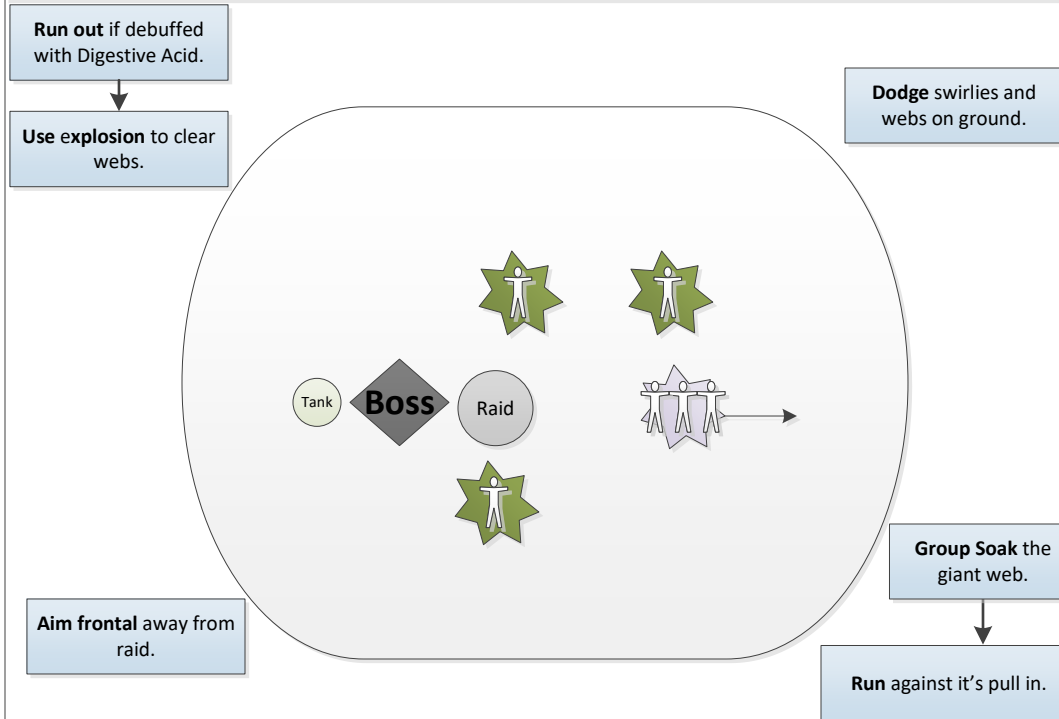 Run out if debuffed
with Digestive Acid.
Use explosion to clear
webs.
Dodge swirlies and
webs on ground.
Tank
Boss
Raid
Group Soak the
giant web.
Aim frontal away from
raid.
Run against it's pull in.